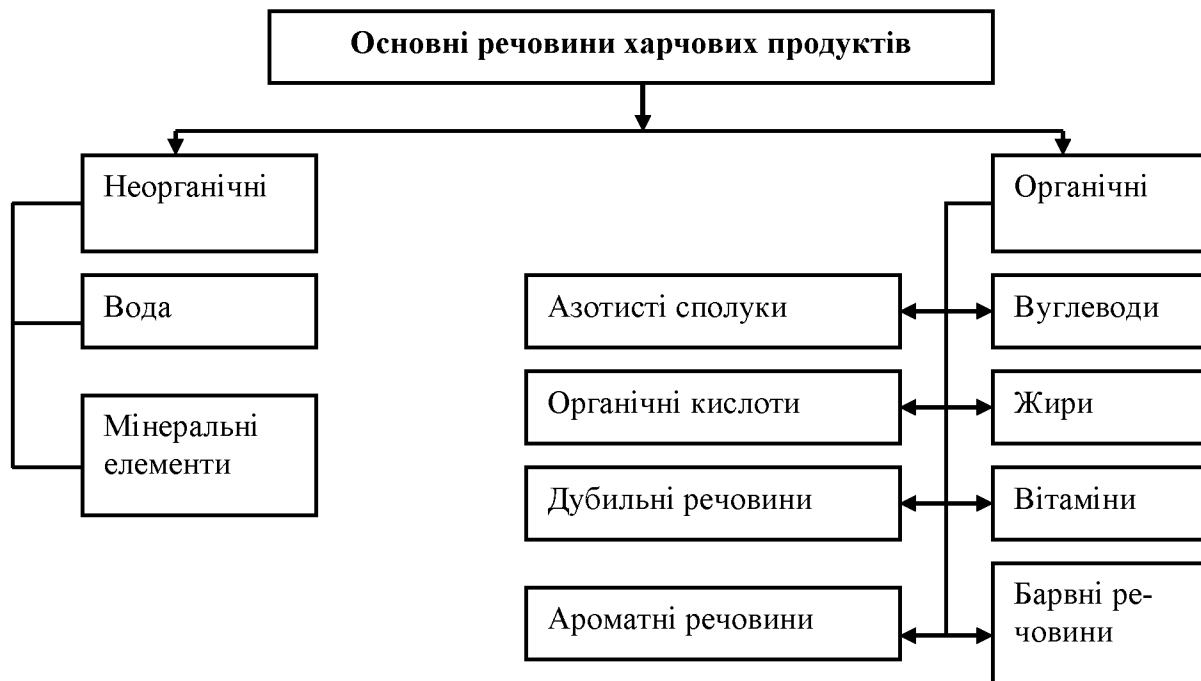 Основні речовини харчових продуктів
Неорганічні
Органічні
Вода
Азотисті сполуки
Вуглеводи
Мінеральні
елементи
Органічні кислоти
Жири
Дубильні речовини
Вітаміни
Ароматні речовини
Барвні ре-
човини